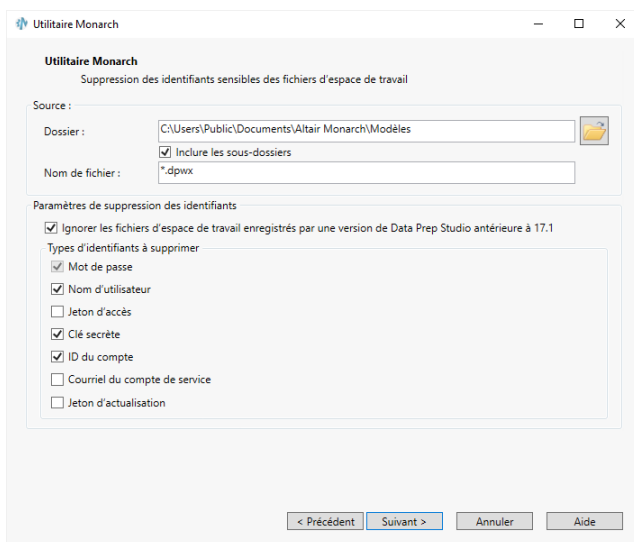 Utilitaire Monarch
Utilitaire Monarch
Suppression des identifiants sensibles des fichiers d'espace de travail
Source :
Dossier :
C:\Users\Public\Documents\Altair Monarch\Modèles
Inclure les sous-dossiers
Nom de fichier :
*.dpwx
Paramètres de suppression des identifiants
Ignorer les fichiers d'espace de travail enregistrés par une version de Data Prep Studio antérieure à 17.1
Types d'identifiants à supprimer
Mot de passe
Nom d'utilisateur
Jeton d'accès
Clé secrète
ID du compte
Courriel du compte de service
Jeton d'actualisation
< Précédent Suivant > Annuler Aide